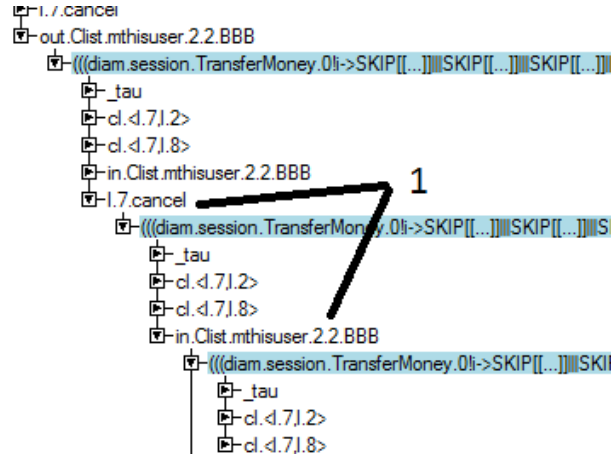 l.7.cancel
out.Clist.mthisuser.2.2.BBB
(((diam.session.TransferMoney.0!i->SKIP[[...]]|||SKIP[[...]]|||SKIP[[...]]||
_tau
cl.<l.7,l.2>
cl.<l.7,l.8>
in.Clist.mthisuser.2.2.BBB
l.7.cancel
1
(((diam.session.TransferMoney.0!i->SKIP[[...]]|||SKIP[[...]]|||S
_tau
cl.<l.7,l.2>
cl.<l.7,l.8>
in.Clist.mthisuser.2.2.BBB
(((diam.session.TransferMoney.0!i->SKIP[[...]]|||SKI
_tau
cl.<l.7,l.2>
cl.<l.7,l.8>